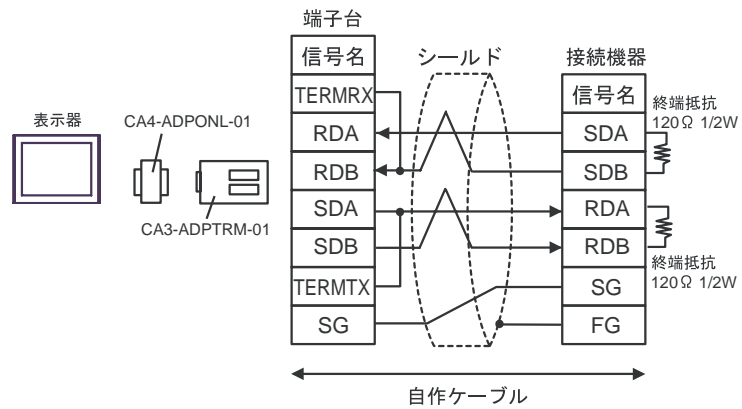 端子台
信号名
TERMRX
RDA
RDB
SDA
SDB
TERMTX
SG
シールド
接続機器
信号名
SDA
SDB
RDA
RDB
SG
FG
終端抵抗
120Ω 1/2W
終端抵抗
120Ω 1/2W
表示器
CA4-ADPONL-01
CA3-ADPTRM-01
自作ケーブル